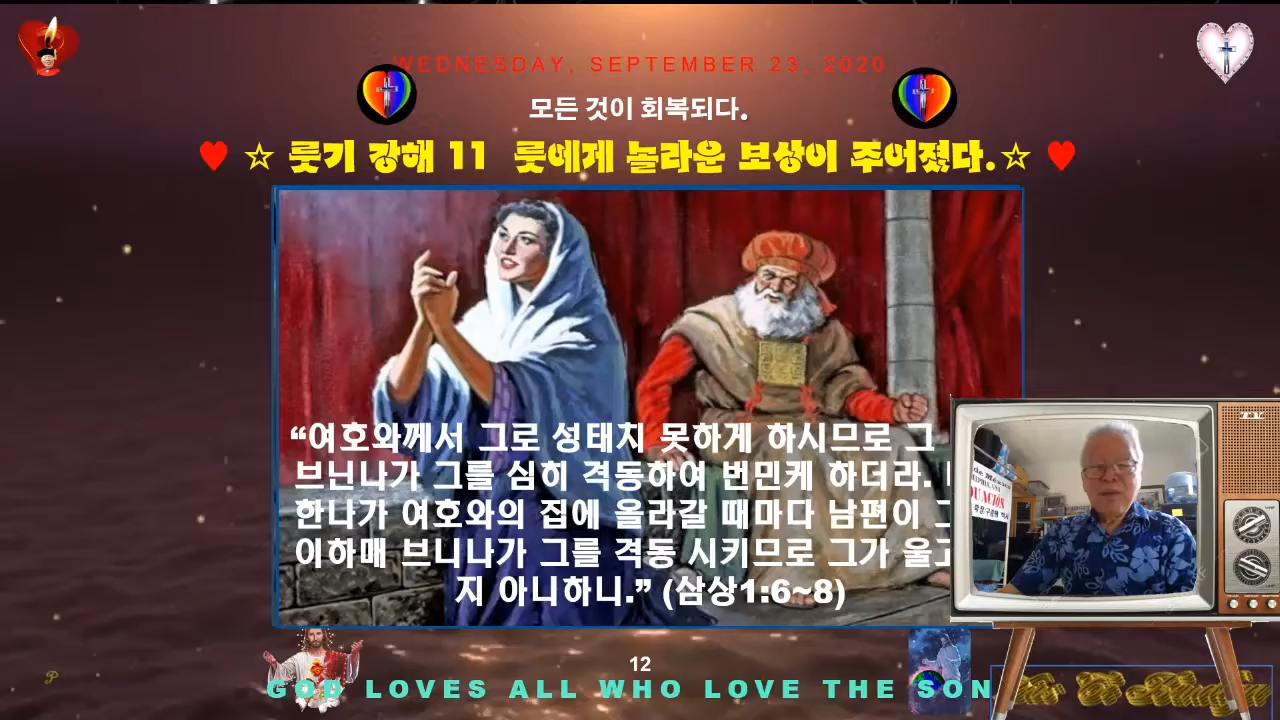 WEDNESDAY, SEPTEMBER 23, 2020
모든 것이 회복되다.
♥ ☆ 룻기 강해 11 룻에게 놀라운 보상이 주어졌다.☆ ♥
“여호와께서 그로 성태치 못하게 하시므로 그
브닌나가 그를 심히 격동하여 번민케 하더라.
한나가 여호와의 집에 올라갈 때마다 남편이 그
이하매 브니나가 그를 격동 시키므로 그가 울고
지 아니하니.” (삼상1:6~8)
UACIÓN
12
GOD LOVES ALL WHO LOVE THE SON